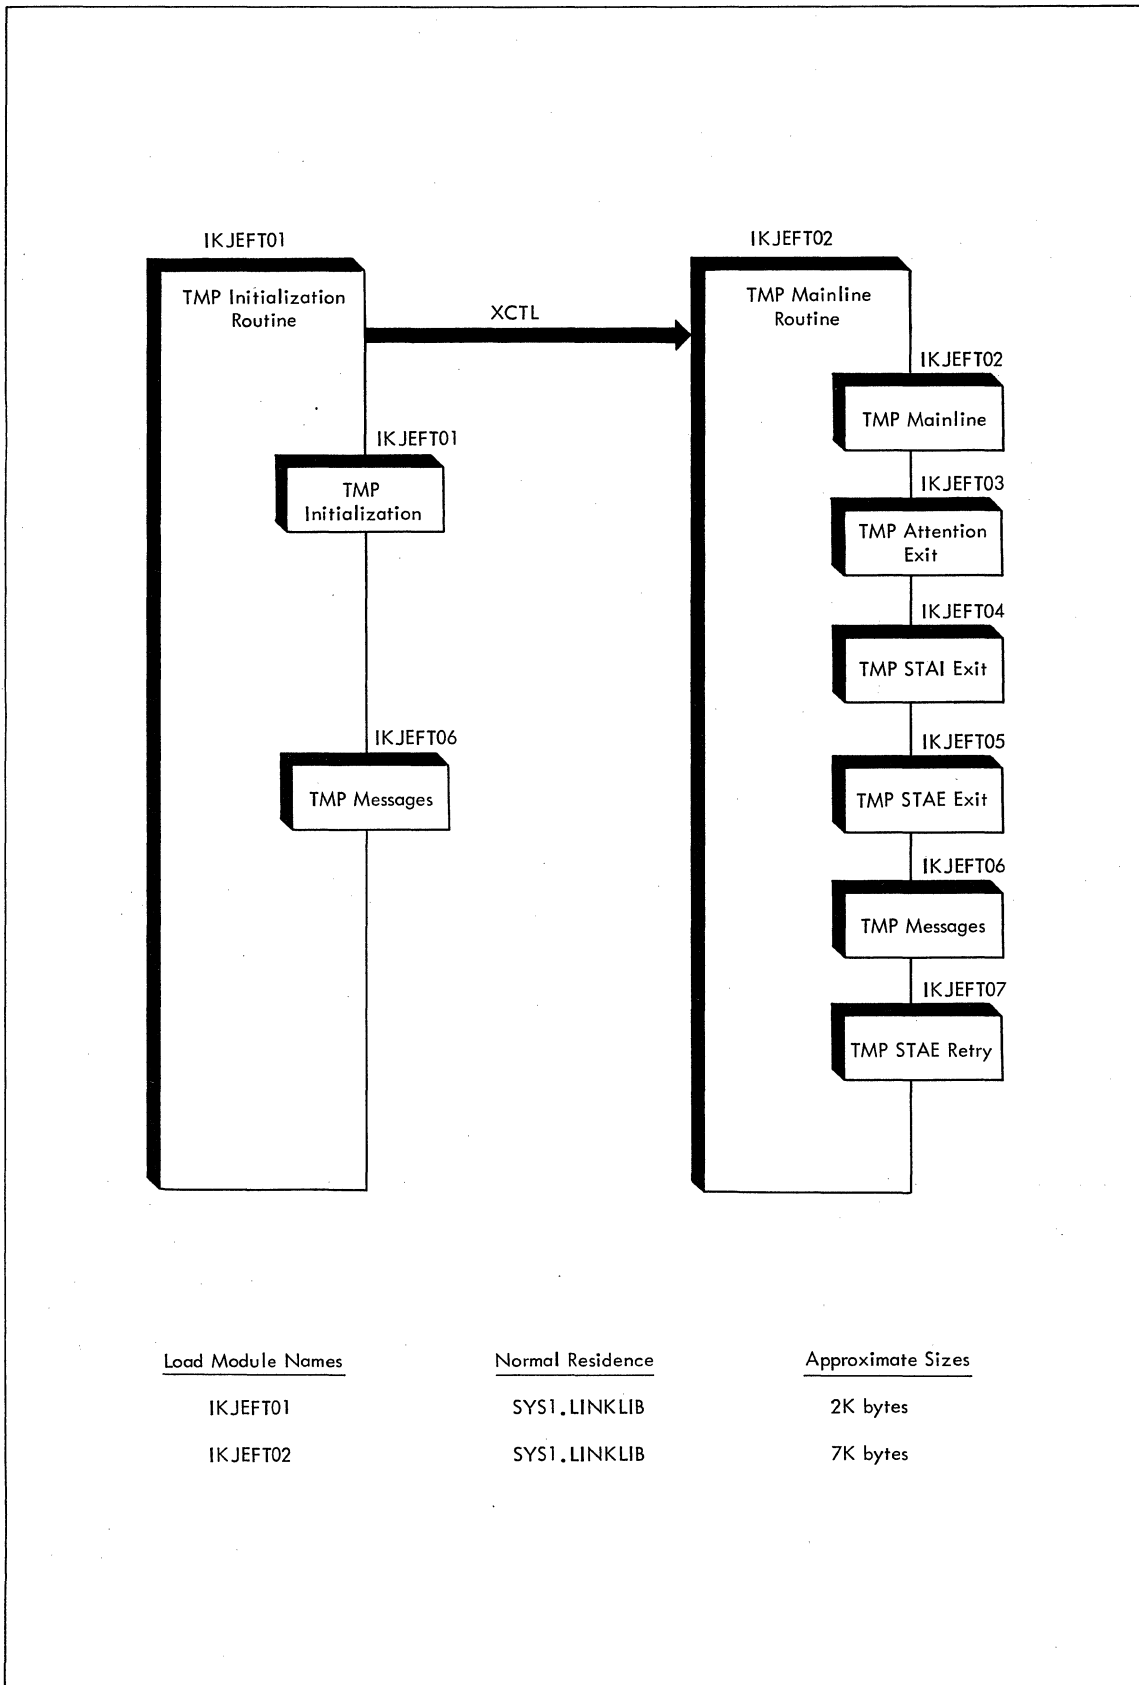 IKJEFT01
TMP Initialization
Routine
XCTL
IKJEFT01
TMP
Initialization
IKJEFT06
TMP Messages
IKJEFT02
TMP Mainline
Routine
IKJEFT02
TMP Mainline
IKJEFT03
TMP Attention
Exit
IKJEFT04
TMP STAI Exit
IKJEFT05
TMP STAE Exit
IKJEFT06
TMP Messages
IKJEFT07
TMP STAE Retry
Load Module Names Normal Residence Approximate Sizes
IKJEFT01 SYS1.LINKLIB 2K bytes
IKJEFT02 SYS1.LINKLIB 7K bytes